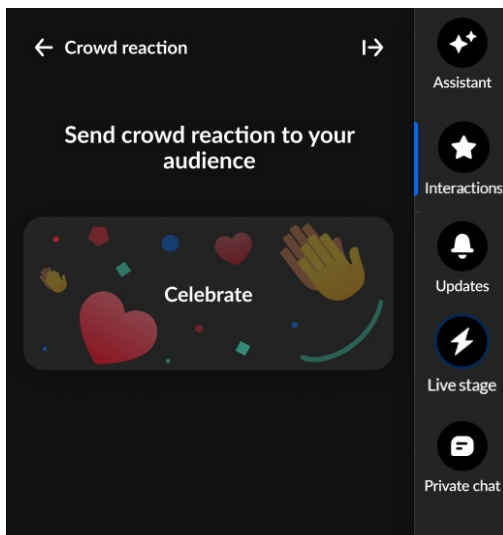 Crowd reaction
Send crowd reaction to your
audience
Celebrate
Assistant
Interactions
Updates
Live stage
Private chat